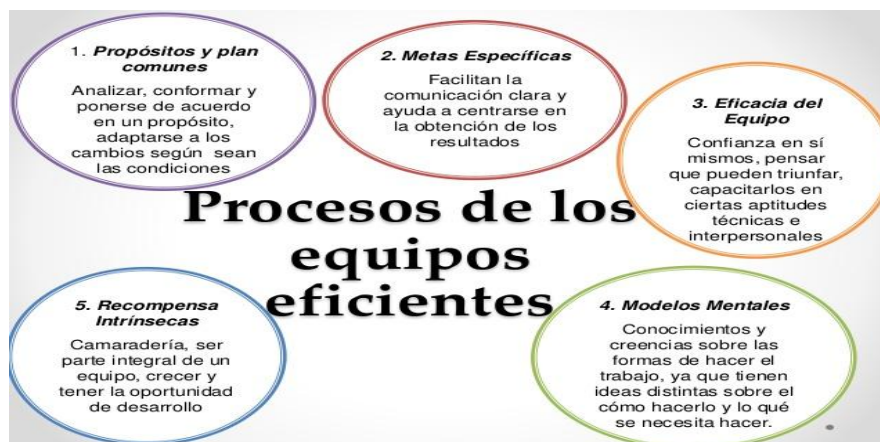 1. Propósitos y plan
comunes
Analizar, conformar y
ponerse de acuerdo
en un propósito,
adaptarse a los
cambios según sean
las condiciones
2. Metas Específicas
Facilitan la
comunicación clara y
ayuda a centrarse en
la obtención de los
resultados
3. Eficacia del
Equipo
Confianza en sí
mismos, pensar
que pueden triunfar,
capacitarlos en
ciertas aptitudes
técnicas e
interpersonales
Procesos de los
equipos
eficientes
5. Recompensa
Intrínsecas
Camaradería, ser
parte integral de un
equipo, crecer y
tener la oportunidad
de desarrollo
4. Modelos Mentales
Conocimientos y
creencias sobre las
formas de hacer el
trabajo, ya que tienen
ideas distintas sobre el
cómo hacerlo y lo qué
se necesita hacer.